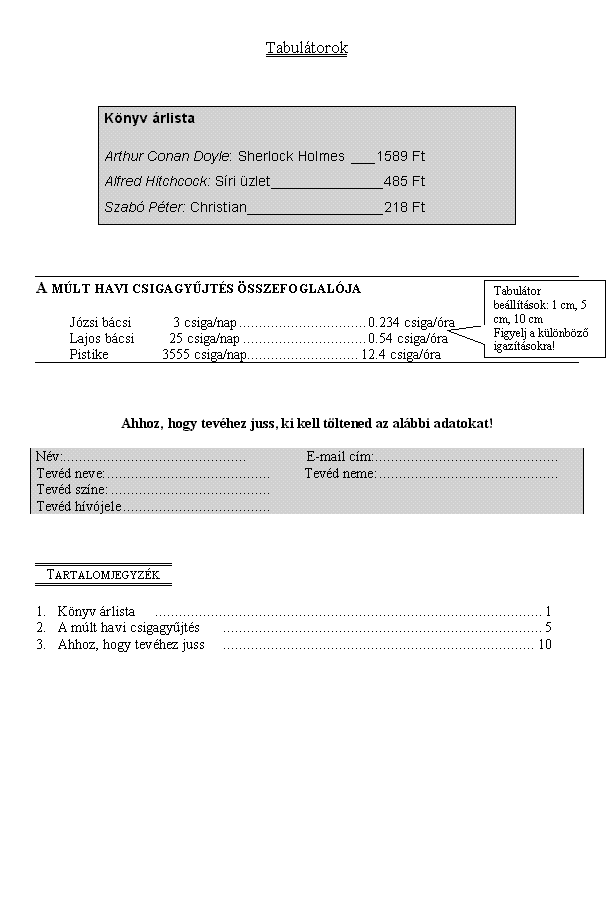 Tabulátorok
Könyv árlista
Arthur Conan Doyle: Sherlock Holmes ___1589 Ft
Alfred Hitchcock: Síri üzlet_______________485 Ft
Szabó Péter: Christian__________________218 Ft
A MÚLT HAVI CSIGAGYŰJTÉS ÖSSZEFOGLALÓJA
Józsi bácsi 3 csiga/nap.................................0.234 csiga/óra
Lajos bácsi 25 csiga/nap................................0.54 csiga/óra
Pistike 3555 csiga/nap.............................12.4 csiga/óra
Tabulátor
beállítások: 1 cm, 5
cm, 10 cm
Figyelj a különböző
igazításokra!
Ahhoz, hogy tevéhez juss, ki kell töltened az alábbi adatokat!
Név:................................................ E-mail cím:................................................
Tevéd neve:........................................... Tevéd neme:...............................................
Tevéd színe:..........................................
Tevéd hívójele.......................................
TARTALOMJEGYZÉK
1. Könyv árlista ........................................................................................ 1
2. A múlt havi csigagyűjtés ........................................................................ 5
3. Ahhoz, hogy tevéhez juss ...................................................................... 10